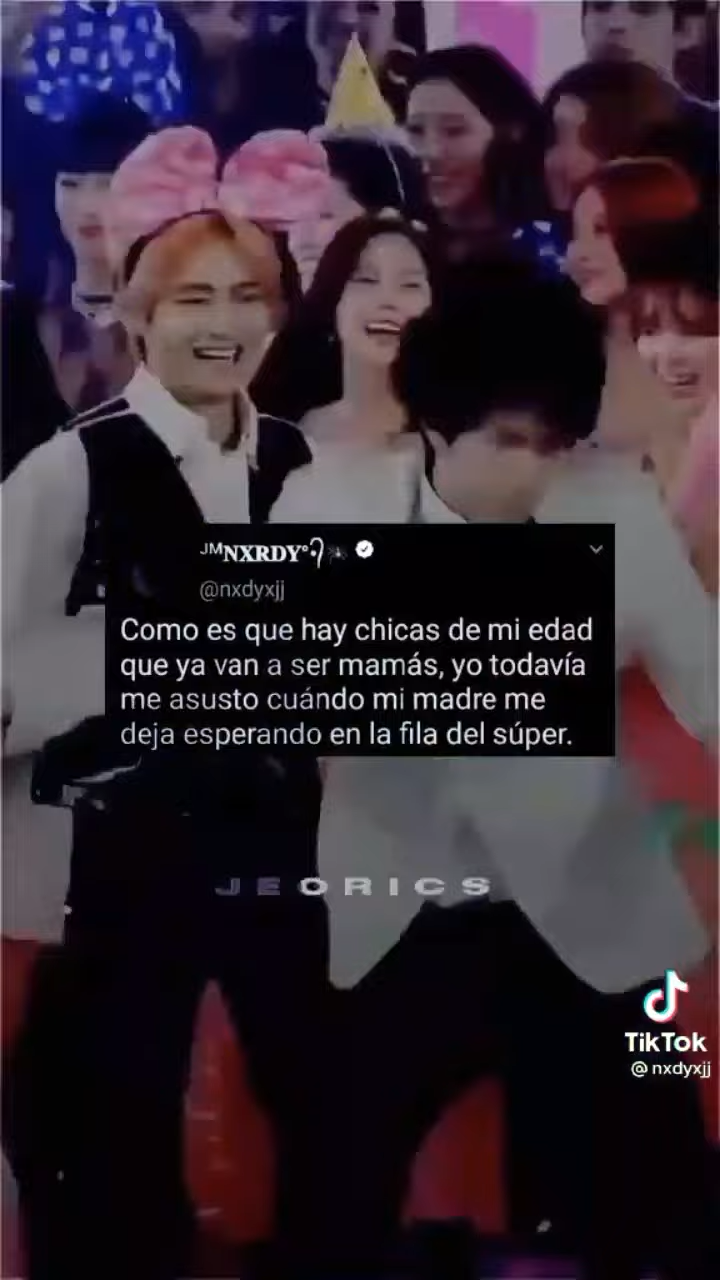 ᴶᴹ𝐍𝐗𝐑𝐃𝐘°
@nxdyxjj
Como es que hay chicas de mi edad
que ya van a ser mamás, yo todavía
me asusto cuándo mi madre me
deja esperando en la fila del súper.
JEORICS
TikTok
@nxdyxjj